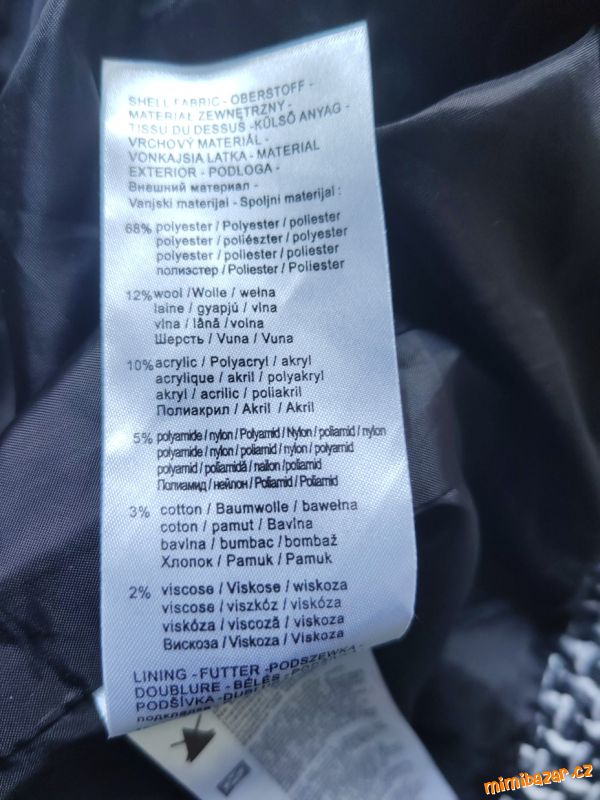 SHELL FABRIC - OBERSTOFF -
MATERIAŁ ZEWNĘTRZNY -
TISSU DU DESSUS - KÜLSŐ ANYAG -
VRCHOVÝ MATERIÁL -
VONKAJSIA LATKA - MATERIAL
EXTERIOR - PODLOGA -
Внешний материал -
Vanjski materijal - Spoljni materijal :
68% polyester / Polyester / poliester
polyester / poliészter / polyester
polyester / poliester / poliester
полиэстер / Poliester / Poliester
12% wool / Wolle / wełna
laine / gyapjú / vlna
vlna / lână / volna
Шерсть / Vuna / Vuna
10% acrylic / Polyacryl / akryl
acrylique / akril / polyakryl
akryl / acrilic / poliakril
Полиакрил / Akril / Akril
5% polyamide / nylon / Polyamid / Nylon / poliamid / nylon
polyamide / nylon / poliamid / nylon / polyamid
polyamid / poliamidă / nailon / poliamid
Полиамид / нейлон / Poliamid / Poliamid
3% cotton / Baumwolle / bawełna
coton / pamut / Bavlna
bavlna / bumbac / bombaž
Хлопок / Pamuk / Pamuk
2% viscose / Viskose / wiskoza
viscose / viszkóz / viskóza
viskóza / viscoză / viskoza
Вискоза / Viskoza / Viskoza
LINING - FUTTER - PODSZEWKA -
DOUBLURE - BÉLÉS -
PODŠÍVKA -
mimibazar.cz